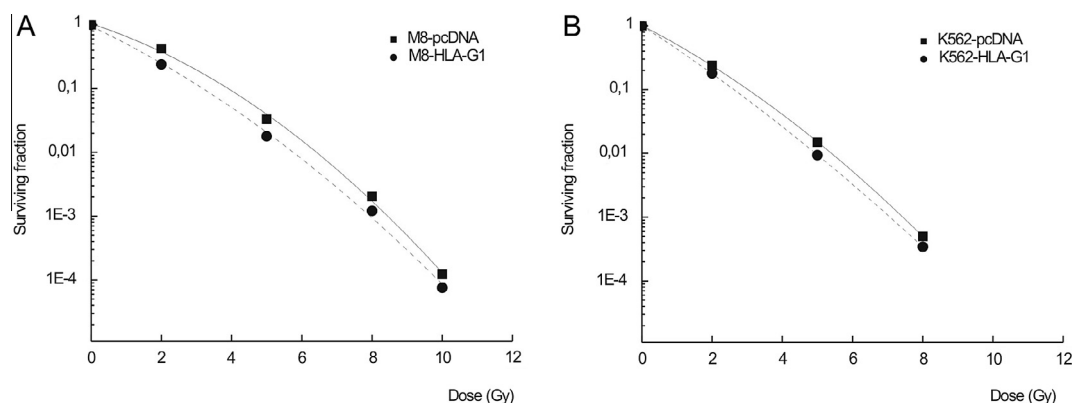 A
M8-pcDNA
M8-HLA-G1
Surviving fraction
1
0,1
0,01
1E-3
1E-4
0 2 4 6 8 10 12
Dose (Gy)
B
K562-pcDNA
K562-HLA-G1
Surviving fraction
1
0,1
0,01
1E-3
1E-4
0 2 4 6 8 10 12
Dose (Gy)